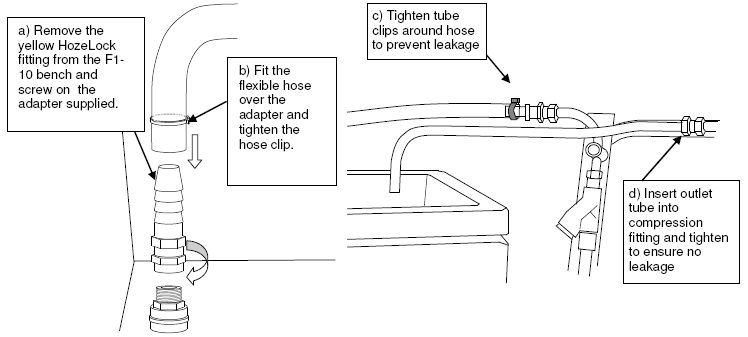 a) Remove the
yellow HozeLock
fitting from the F1-
10 bench and
screw on the
adapter supplied.
b) Fit the
flexible hose
over the
adapter and
tighten the
hose clip.
c) Tighten tube
clips around hose
to prevent leakage
d) Insert outlet
tube into
compression
fitting and tighten
to ensure no
leakage